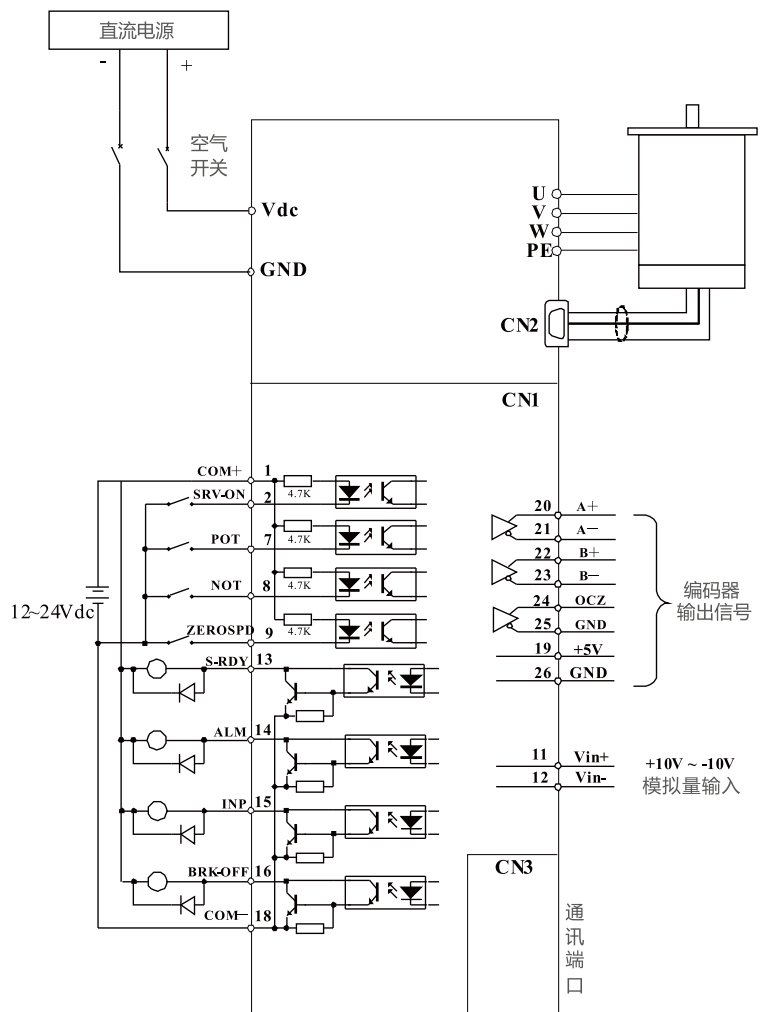 直流电源
- +
空气
开关
Vdc
GND
U
V
W
PE
CN2
CN1
COM+ 1
4.7K
SRV-ON 2
4.7K
POT 7
4.7K
NOT 8
4.7K
ZEROSPD 9
12~24Vdc
S-RDY 13
ALM 14
INP 15
BRK-OFF 16
COM— 18
20 A+
21 A—
22 B+
23 B—
24 OCZ
25 GND
19 +5V
26 GND
编码器
输出信号
11 Vin+
12 Vin-
+10V ~ -10V
模拟量输入
CN3
通
讯
端
口